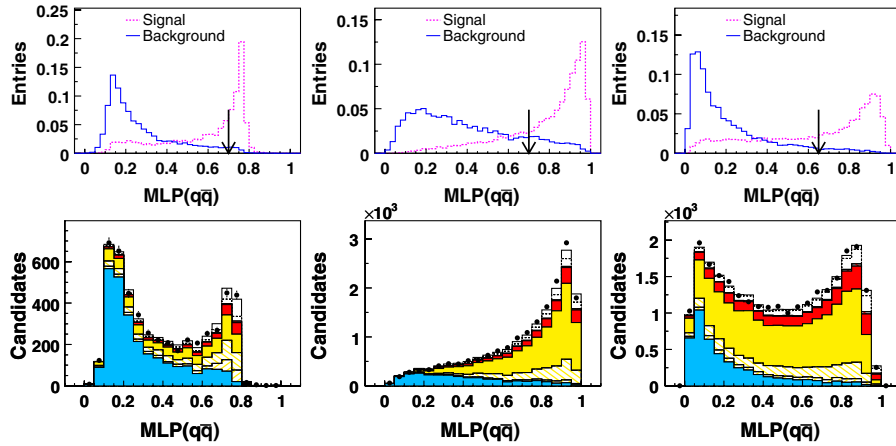 Entries
0.25
0.2
0.15
0.1
0.05
0
Signal
Background
0 0.2 0.4 0.6 0.8 1
MLP(qq̅)
Entries
0.15
0.1
0.05
0
Signal
Background
0 0.2 0.4 0.6 0.8 1
MLP(qq̅)
Entries
0.15
0.1
0.05
0
Signal
Background
0 0.2 0.4 0.6 0.8 1
MLP(qq̅)
Candidates
600
400
200
0
0.2 0.4 0.6 0.8 1
MLP(qq̅)
×10³
Candidates
3
2
1
0
0 0.2 0.4 0.6 0.8 1
MLP(qq̅)
×10³
Candidates
2
1.5
1
0.5
0
0 0.2 0.4 0.6 0.8 1
MLP(qq̅)